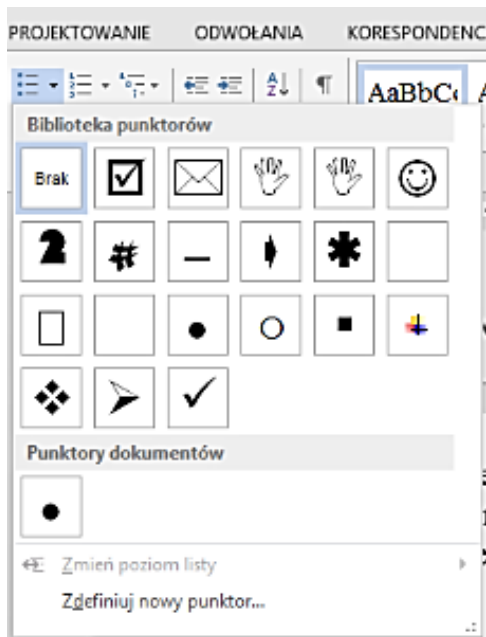 PROJEKTOWANIE ODWOŁANIA KORESPONDENC
AaBbC
Biblioteka punktorów
Brak
Punktory dokumentów
Zmień poziom listy
Zdefiniuj nowy punktor...